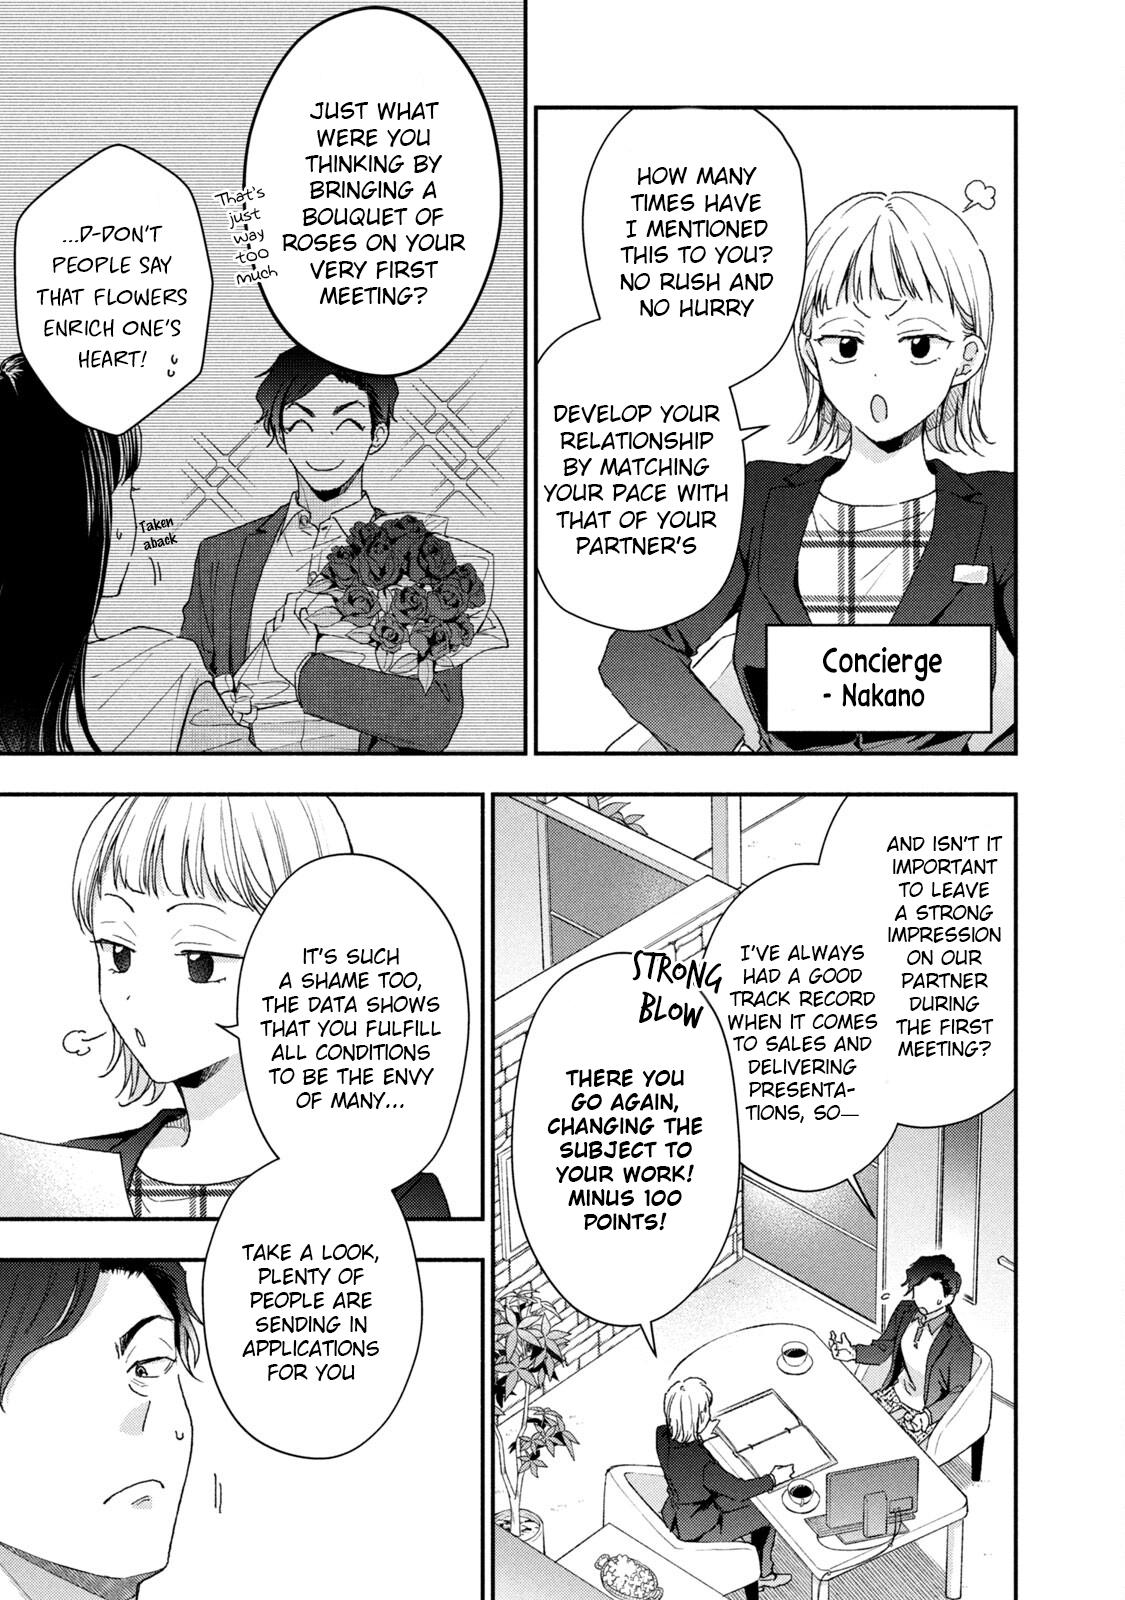 HOW MANY
TIMES HAVE
I MENTIONED
THIS TO YOU?
NO RUSH AND
NO HURRY
DEVELOP YOUR
RELATIONSHIP
BY MATCHING
YOUR PACE WITH
THAT OF YOUR
PARTNER'S
Concierge
- Nakano
JUST WHAT
WERE YOU
THINKING BY
BRINGING A
BOUQUET OF
ROSES ON YOUR
VERY FIRST
MEETING?
That's
just
way
too
much
...D-DON'T
PEOPLE SAY
THAT FLOWERS
ENRICH ONE'S
HEART!
Taken
aback
AND ISN'T IT
IMPORTANT
TO LEAVE
A STRONG
IMPRESSION
ON OUR
PARTNER
DURING
THE FIRST
MEETING?
I'VE ALWAYS
HAD A GOOD
TRACK RECORD
WHEN IT COMES
TO SALES AND
DELIVERING
PRESENTA-
TIONS, SO—
STRONG
BLOW
THERE YOU
GO AGAIN,
CHANGING THE
SUBJECT TO
YOUR WORK!
MINUS 100
POINTS!
IT'S SUCH
A SHAME TOO,
THE DATA SHOWS
THAT YOU FULFILL
ALL CONDITIONS
TO BE THE ENVY
OF MANY...
TAKE A LOOK,
PLENTY OF
PEOPLE ARE
SENDING IN
APPLICATIONS
FOR YOU